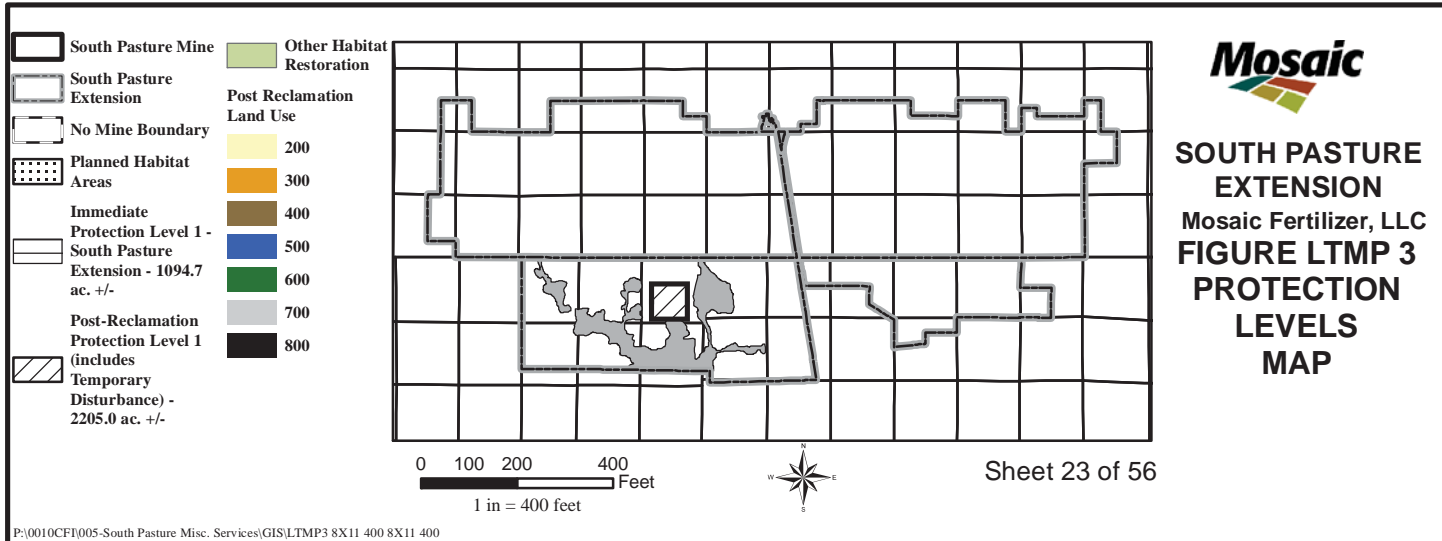 South Pasture Mine
South Pasture
Extension
No Mine Boundary
Planned Habitat
Areas
Immediate
Protection Level 1 -
South Pasture
Extension - 1094.7
ac. +/-
Post-Reclamation
Protection Level 1
(includes
Temporary
Disturbance) -
2205.0 ac. +/-
Other Habitat
Restoration
Post Reclamation
Land Use
200
300
400
500
600
700
800
0 100 200 400
Feet
1 in = 400 feet
N
W E
S
Sheet 23 of 56
Mosaic
SOUTH PASTURE
EXTENSION
Mosaic Fertilizer, LLC
FIGURE LTMP 3
PROTECTION
LEVELS
MAP
P:\0010CFI\005-South Pasture Misc. Services\GIS\LTMP3 8X11 400 8X11 400